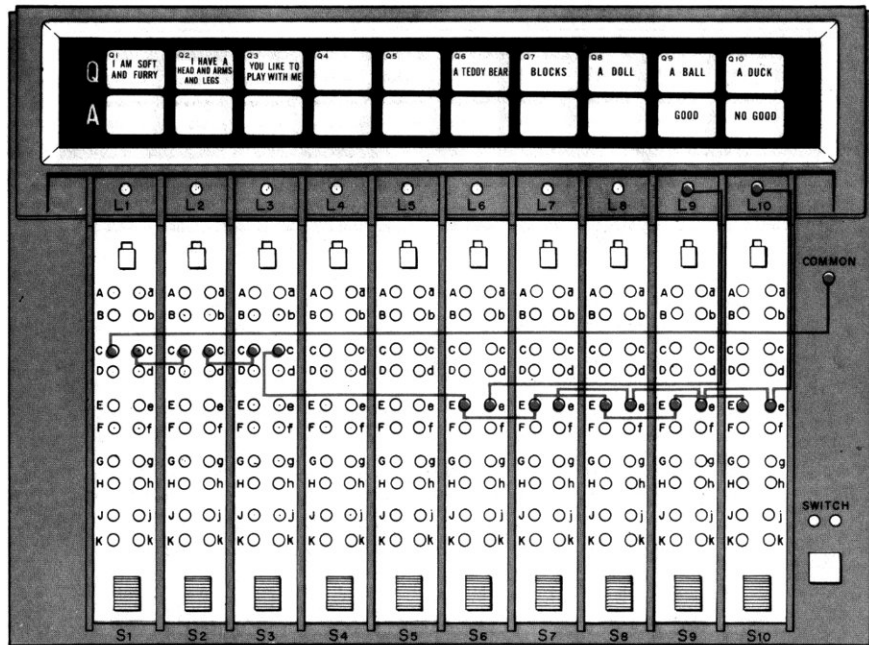 Q
Q1 Q2 Q3 Q4 Q5 Q6 Q7 Q8 Q9 Q10
I AM SOFT
AND FURRY
I HAVE A
HEAD AND ARMS
AND LEGS
YOU LIKE TO
PLAY WITH ME
A TEDDY BEAR
BLOCKS
A DOLL
A BALL
A DUCK
A
GOOD
NO GOOD
L1 L2 L3 L4 L5 L6 L7 L8 L9 L10
COMMON
A a A a A a A a A a A a A a A a A a A a
B b B b B b B b B b B b B b B b B b B b
C c C c C c C c C c C c C c C c C c C c
D d D d D d D d D d D d D d D d D d D d
E e E e E e E e E e E e E e E e E e E e
F f F f F f F f F f F f F f F f F f F f
G g G g G g G g G g G g G g G g G g G g
H h H h H h H h H h H h H h H h H h H h
SWITCH
J j J j J j J j J j J j J j J j J j J j
K k K k K k K k K k K k K k K k K k K k
S1 S2 S3 S4 S5 S6 S7 S8 S9 S10